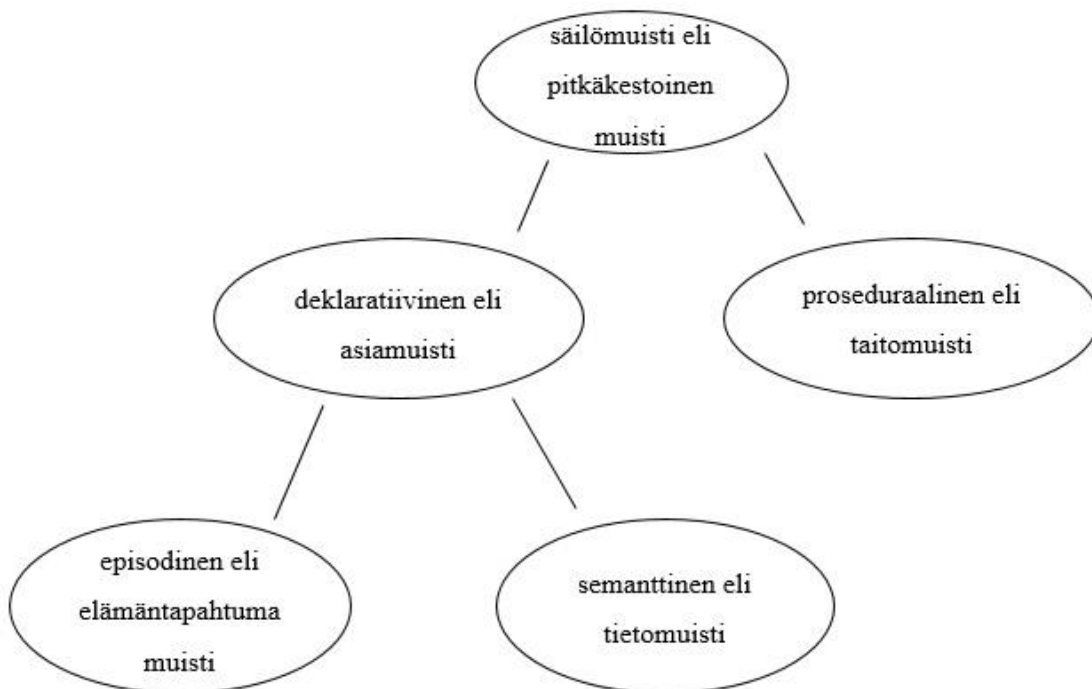 säilömuisti eli
pitkäkestoinen
muisti
deklaratiivinen eli
asiamuisti
proseduraalinen eli
taitomuisti
episodinen eli
elämäntapahtuma
muisti
semanttinen eli
tietomuisti